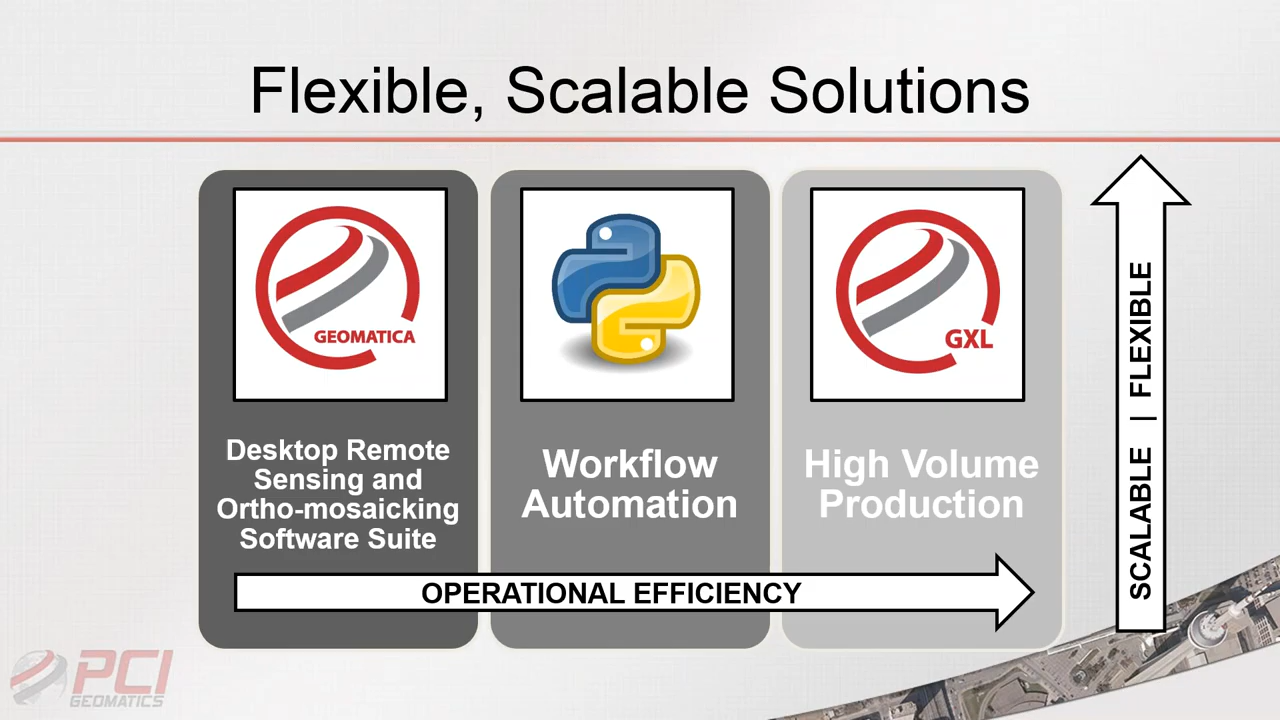 Flexible, Scalable Solutions
GEOMATICA
GXL
Desktop Remote
Sensing and
Ortho-mosaicking
Software Suite
Workflow
Automation
High Volume
Production
OPERATIONAL EFFICIENCY
SCALABLE | FLEXIBLE
PCI
GEOMATICS